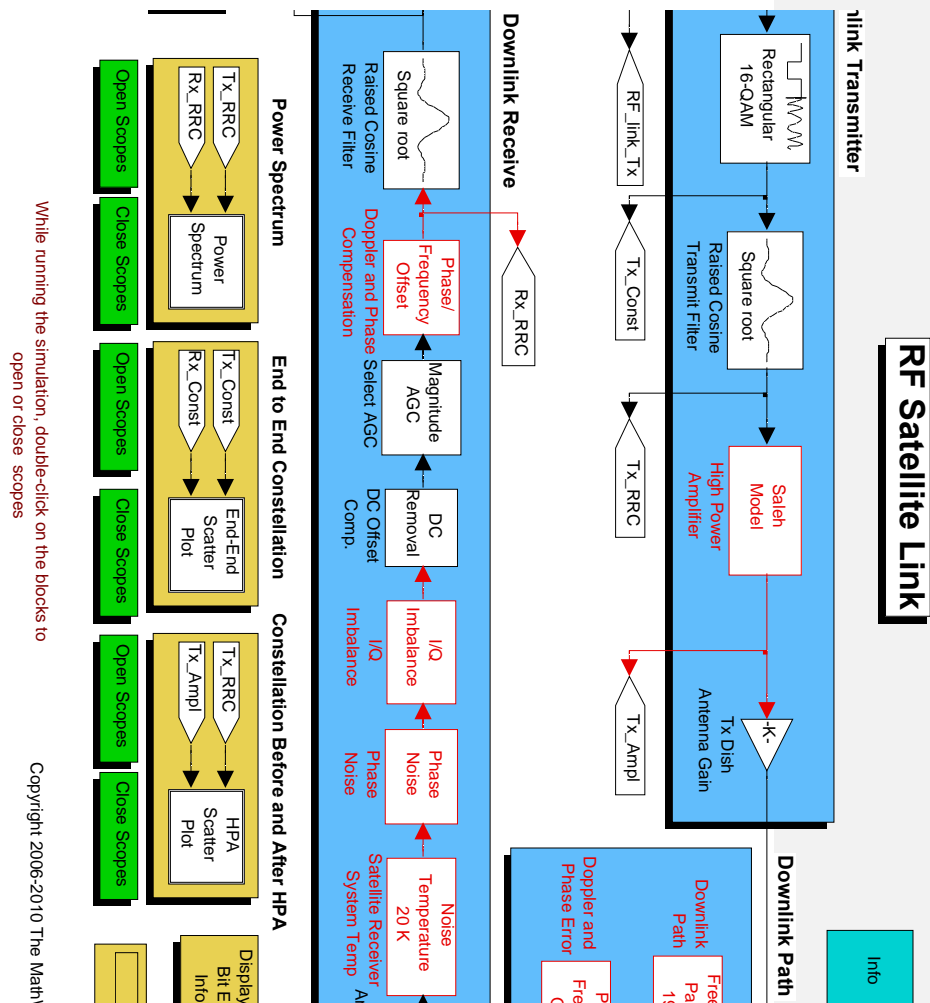 RF Satellite Link
Info
Downlink Path
Rectangular
16-QAM
Square root
Raised Cosine
Transmit Filter
Saleh
Model
High Power
Amplifier
-K-
Tx Dish
Antenna Gain
RF_link_Tx
Tx_Const
Tx_RRC
Tx_Ampl
Downlink
Path
Doppler and
Phase Error
Downlink Receive
Rx_RRC
Square root
Raised Cosine
Receive Filter
Phase/
Frequency
Offset
Doppler and Phase
Compensation
Magnitude
AGC
Select AGC
DC
Removal
DC Offset
Comp.
I/Q
Imbalance
I/Q
Imbalance
Phase
Noise
Phase
Noise
Noise
Temperature
20 K
Satellite Receiver
System Temp
Power Spectrum
Tx_RRC
Rx_RRC
Power
Spectrum
Open Scopes
Close Scopes
End to End Constellation
Tx_Const
Rx_Const
End-End
Scatter
Plot
Open Scopes
Close Scopes
Constellation Before and After HPA
Tx_RRC
Tx_Ampl
HPA
Scatter
Plot
Open Scopes
Close Scopes
Display
Bit E
Info
While running the simulation, double-click on the blocks to
open or close scopes
Copyright 2006-2010 The Math